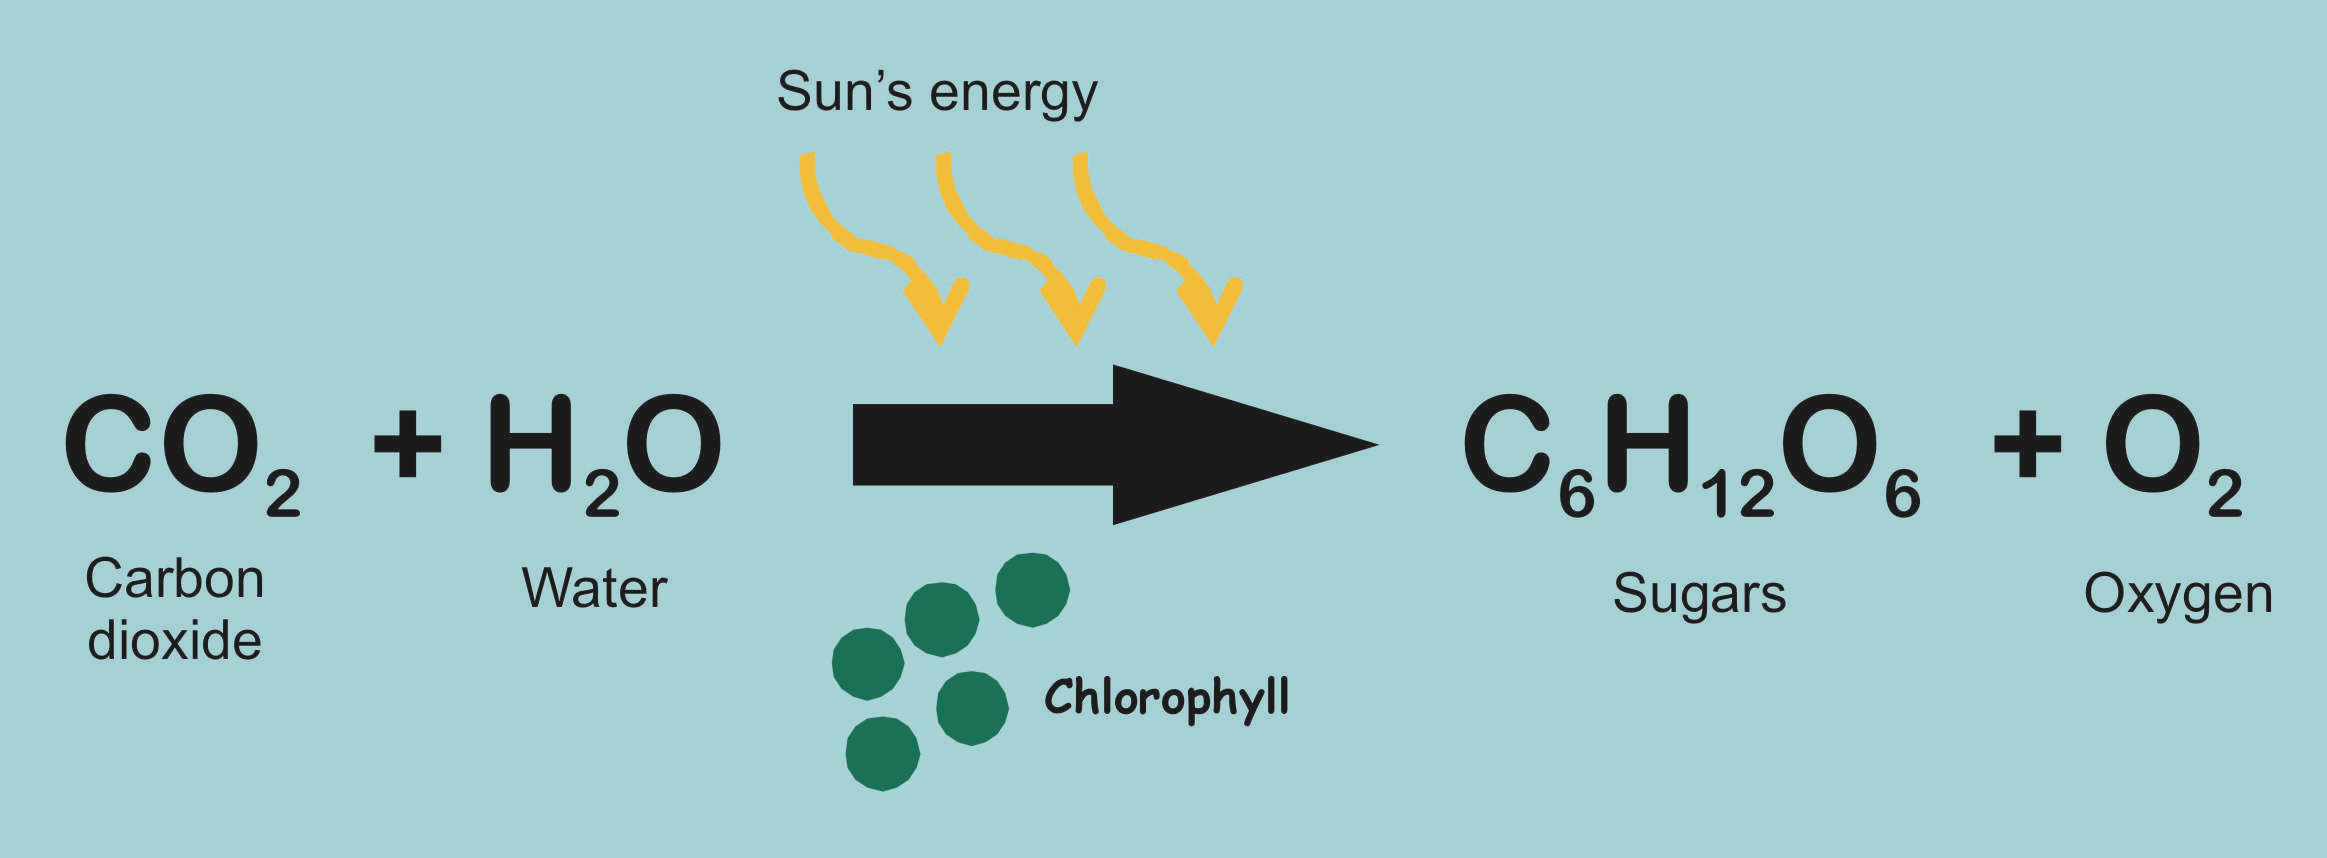 Sun’s energy
CO₂ + H₂O C₆H₁₂O₆ + O₂
Carbon
dioxide
Water
Sugars
Oxygen
Chlorophyll